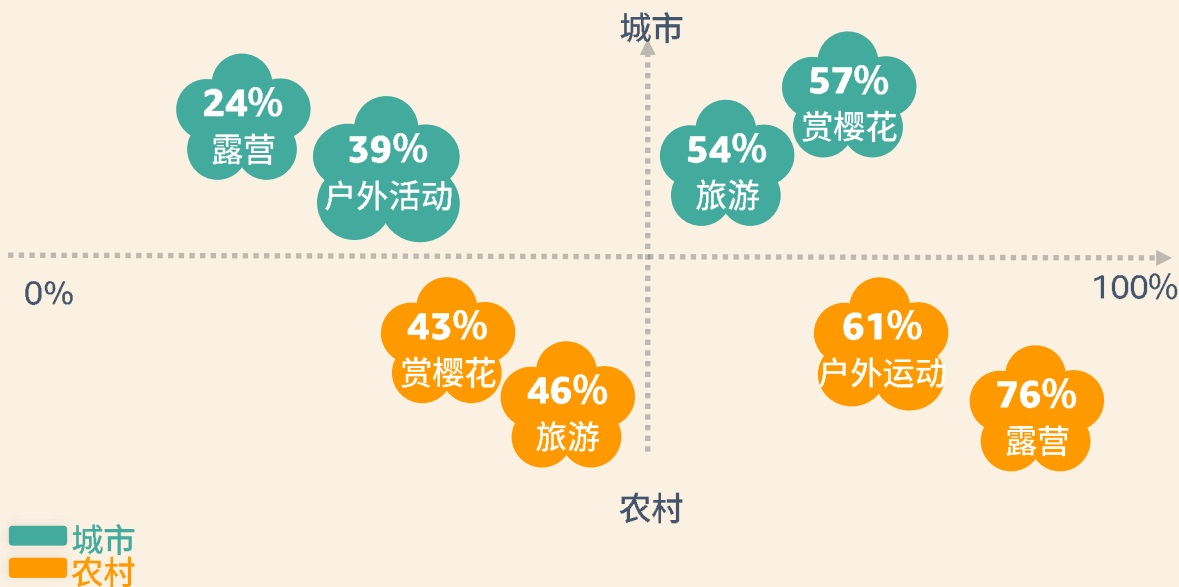 城市
57%
赏樱花
24%
露营
39%
户外活动
54%
旅游
0%
100%
43%
赏樱花
61%
户外运动
46%
旅游
76%
露营
农村
城市
农村